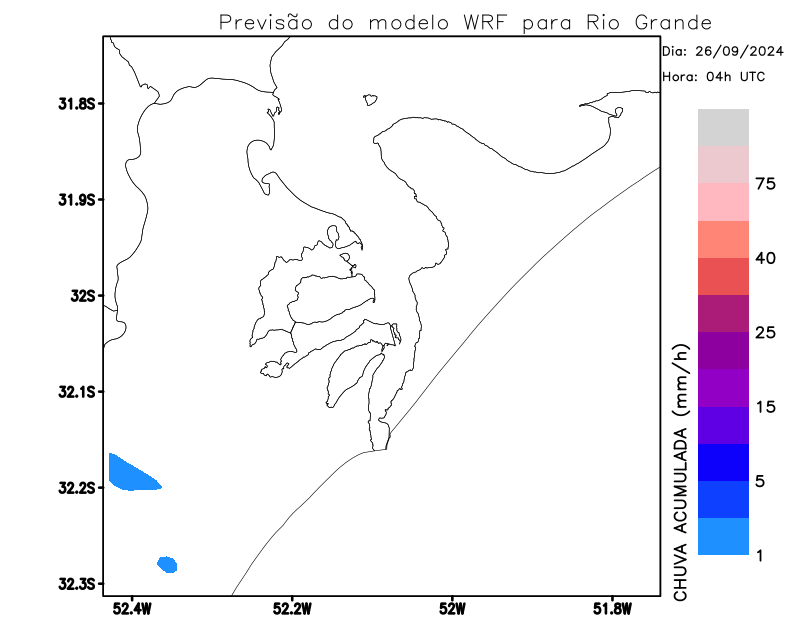 Previsão do modelo WRF para Rio Grande
Dia: 26/09/2024
Hora: 04h UTC
31.8S
31.9S
32S
32.1S
32.2S
32.3S
52.4W
52.2W
52W
51.8W
75
40
25
15
5
1
CHUVA ACUMULADA (mm/h)